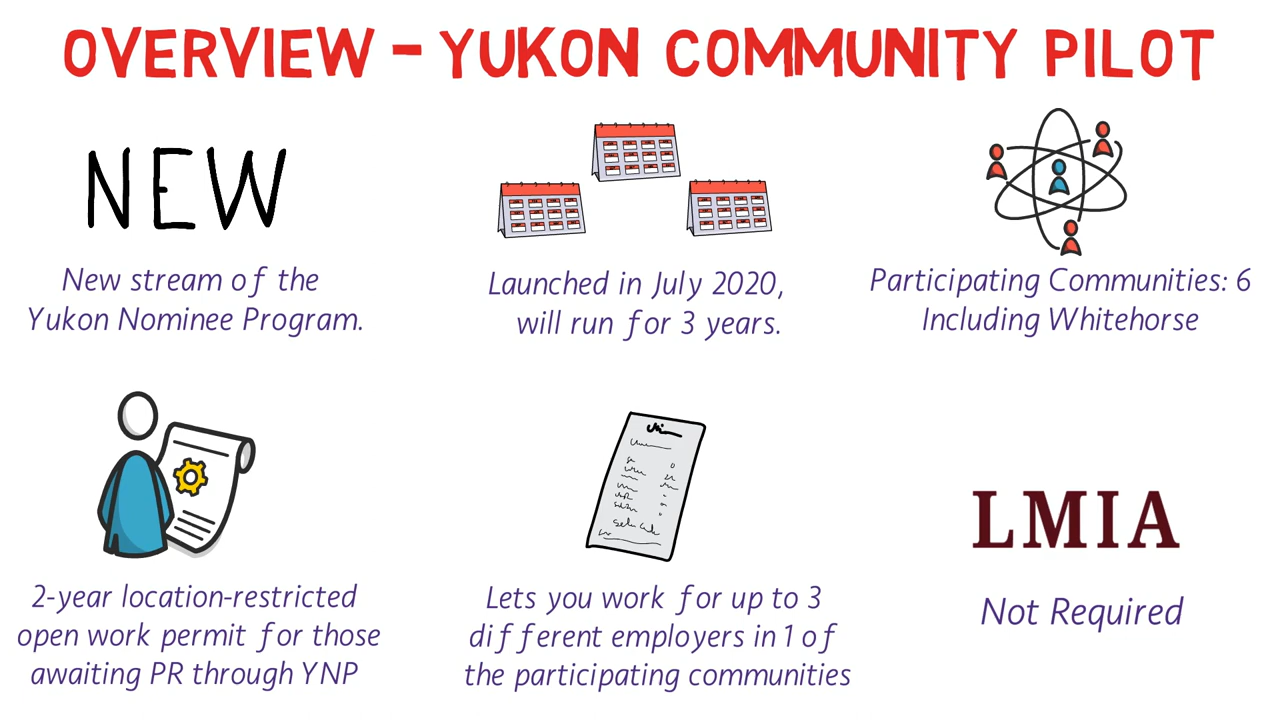 OVERVIEW - YUKON COMMUNITY PILOT
NEW
New stream of the
Yukon Nominee Program.
Launched in July 2020,
will run for 3 years.
Participating Communities: 6
Including Whitehorse
2-year location-restricted
open work permit for those
awaiting PR through YNP
Lets you work for up to 3
different employers in 1 of
the participating communities
LMIA
Not Required